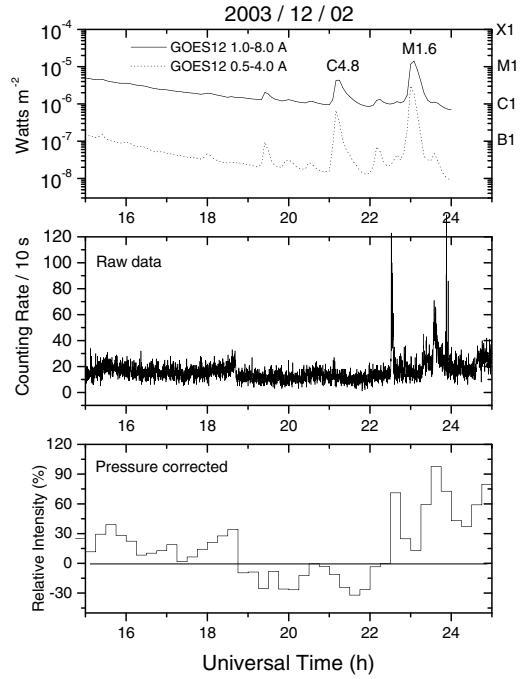 2003 / 12 / 02
GOES12 1.0-8.0 A
GOES12 0.5-4.0 A
C4.8
M1.6
X1
M1
C1
B1
10^-4
10^-5
10^-6
10^-7
10^-8
Watts m^-2
16 18 20 22 24
Raw data
120
100
80
60
40
20
0
Counting Rate / 10 s
16 18 20 22 24
Pressure corrected
120
90
60
30
0
-30
Relative Intensity (%)
16 18 20 22 24
Universal Time (h)